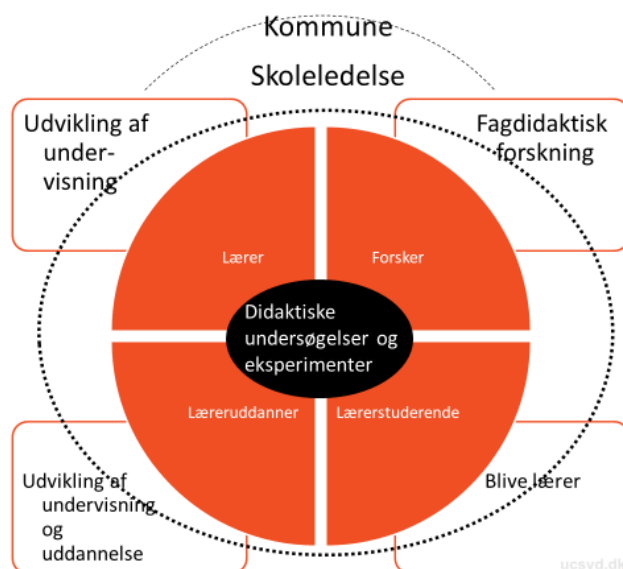 Kommune
Skoleledelse
Udvikling af
under-
visning
Fagdidaktisk
forskning
Lærer
Forsker
Didaktiske
undersøgelser og
eksperimenter
Læreruddanner
Lærerstuderende
Udvikling af
undervisning
og
uddannelse
Blive lærer
ucsyd.dk